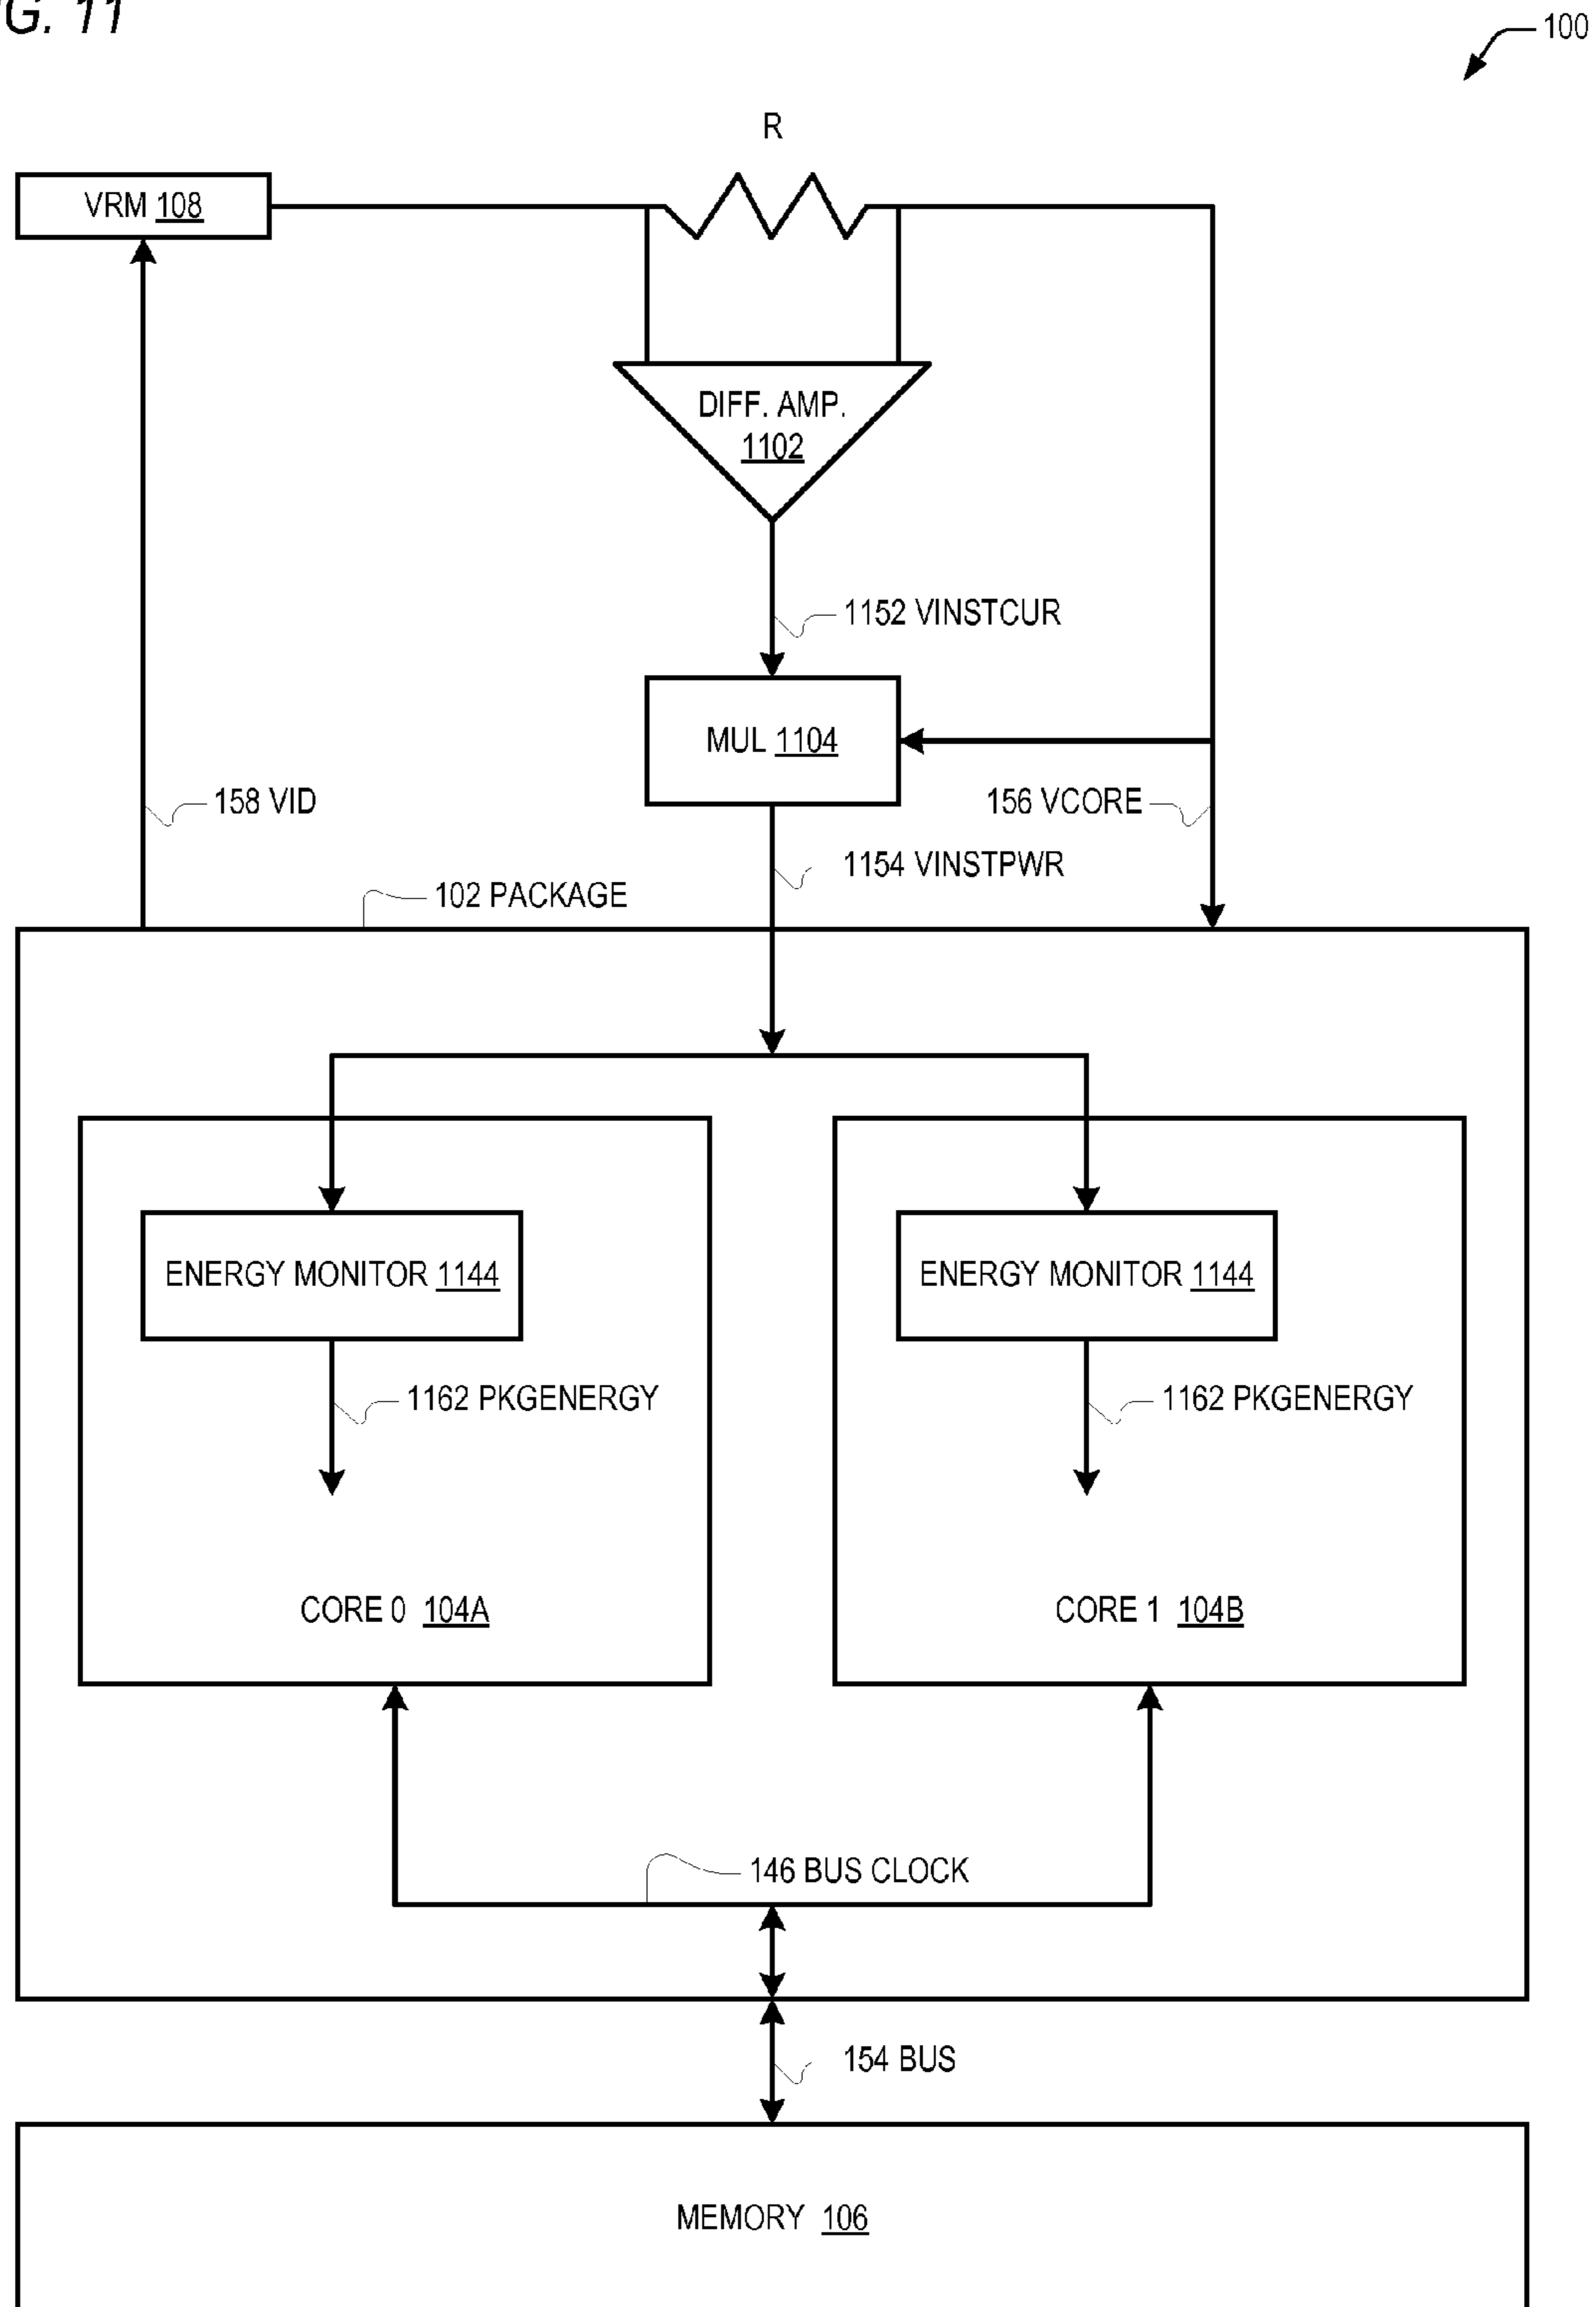 G. 11
100
R
VRM 108
DIFF. AMP.
1102
1152 VINSTCUR
MUL 1104
158 VID
156 VCORE
1154 VINSTPWR
102 PACKAGE
ENERGY MONITOR 1144
ENERGY MONITOR 1144
1162 PKGENERGY
1162 PKGENERGY
CORE 0 104A
CORE 1 104B
146 BUS CLOCK
154 BUS
MEMORY 106